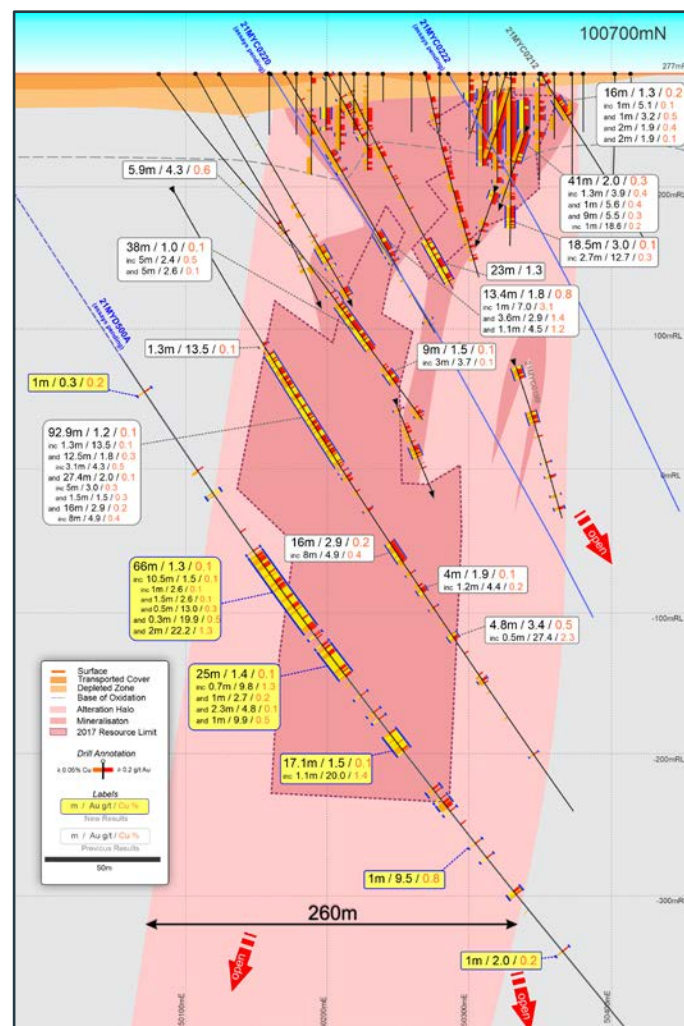 100700mN
277mRL
21MYC0220
(assays pending)
21MYC0222
(assays pending)
21MYC0212
16m / 1.3 / 0.2
inc 1m / 5.1 / 0.1
and 1m / 3.2 / 0.5
and 2m / 1.9 / 0.4
and 2m / 1.9 / 0.1
5.9m / 4.3 / 0.6
41m / 2.0 / 0.3
inc 1.3m / 3.9 / 0.4
and 1m / 5.6 / 0.4
and 9m / 5.5 / 0.3
inc 1m / 18.6 / 0.2
200mRL
38m / 1.0 / 0.1
inc 5m / 2.4 / 0.5
and 5m / 2.6 / 0.1
18.5m / 3.0 / 0.1
inc 2.7m / 12.7 / 0.3
23m / 1.3
13.4m / 1.8 / 0.8
inc 1m / 7.0 / 3.1
and 3.6m / 2.9 / 1.4
and 1.1m / 4.5 / 1.2
21MYD500A
(assays pending)
100mRL
1.3m / 13.5 / 0.1
9m / 1.5 / 0.1
inc 3m / 3.7 / 0.1
1m / 0.3 / 0.2
92.9m / 1.2 / 0.1
inc 1.3m / 13.5 / 0.1
and 12.5m / 1.8 / 0.3
inc 3.1m / 4.3 / 0.5
and 27.4m / 2.0 / 0.1
inc 5m / 3.0 / 0.3
and 1.5m / 1.5 / 0.3
and 16m / 2.9 / 0.2
inc 8m / 4.9 / 0.4
0mRL
open
16m / 2.9 / 0.2
inc 8m / 4.9 / 0.4
66m / 1.3 / 0.1
inc 10.5m / 1.5 / 0.1
inc 1m / 2.6 / 0.1
and 1.5m / 2.6 / 0.1
and 0.5m / 13.0 / 0.3
and 0.3m / 19.9 / 0.5
and 2m / 22.2 / 1.3
4m / 1.9 / 0.1
inc 1.2m / 4.4 / 0.2
-100mRL
4.8m / 3.4 / 0.5
inc 0.5m / 27.4 / 2.3
25m / 1.4 / 0.1
inc 0.7m / 9.8 / 1.3
and 1m / 2.7 / 0.2
and 2.3m / 4.8 / 0.1
and 1m / 9.9 / 0.5
Surface
Transported Cover
Depleted Zone
Base of Oxidation
Alteration Halo
Mineralisaton
2017 Resource Limit
Drill Annotation
≥ 0.05% Cu
≥ 0.2 g/t Au
Labels
m / Au g/t / Cu %
New Results
m / Au g/t / Cu %
Previous Results
50m
17.1m / 1.5 / 0.1
inc 1.1m / 20.0 / 1.4
-200mRL
1m / 9.5 / 0.8
-300mRL
260m
open
1m / 2.0 / 0.2
open
50100mE
50200mE
50300mE
50400mE